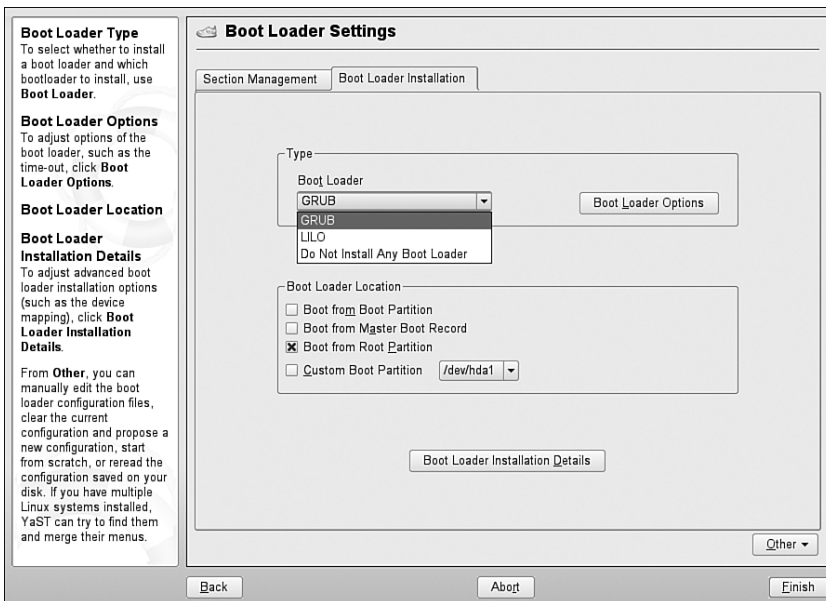 Boot Loader Type
To select whether to install
a boot loader and which
bootloader to install, use
Boot Loader.
Boot Loader Options
To adjust options of the
boot loader, such as the
time-out, click Boot
Loader Options.
Boot Loader Location
Boot Loader
Installation Details
To adjust advanced boot
loader installation options
(such as the device
mapping), click Boot
Loader Installation
Details.
From Other, you can
manually edit the boot
loader configuration files,
clear the current
configuration and propose a
new configuration, start
from scratch, or reread the
configuration saved on your
disk. If you have multiple
Linux systems installed,
YaST can try to find them
and merge their menus.
Boot Loader Settings
Section Management
Boot Loader Installation
Type
Boot Loader
GRUB
Boot Loader Options
GRUB
LILO
Do Not Install Any Boot Loader
Boot Loader Location
Boot from Boot Partition
Boot from Master Boot Record
Boot from Root Partition
Custom Boot Partition
/dev/hda1
Boot Loader Installation Details
Other
Back
Abort
Finish